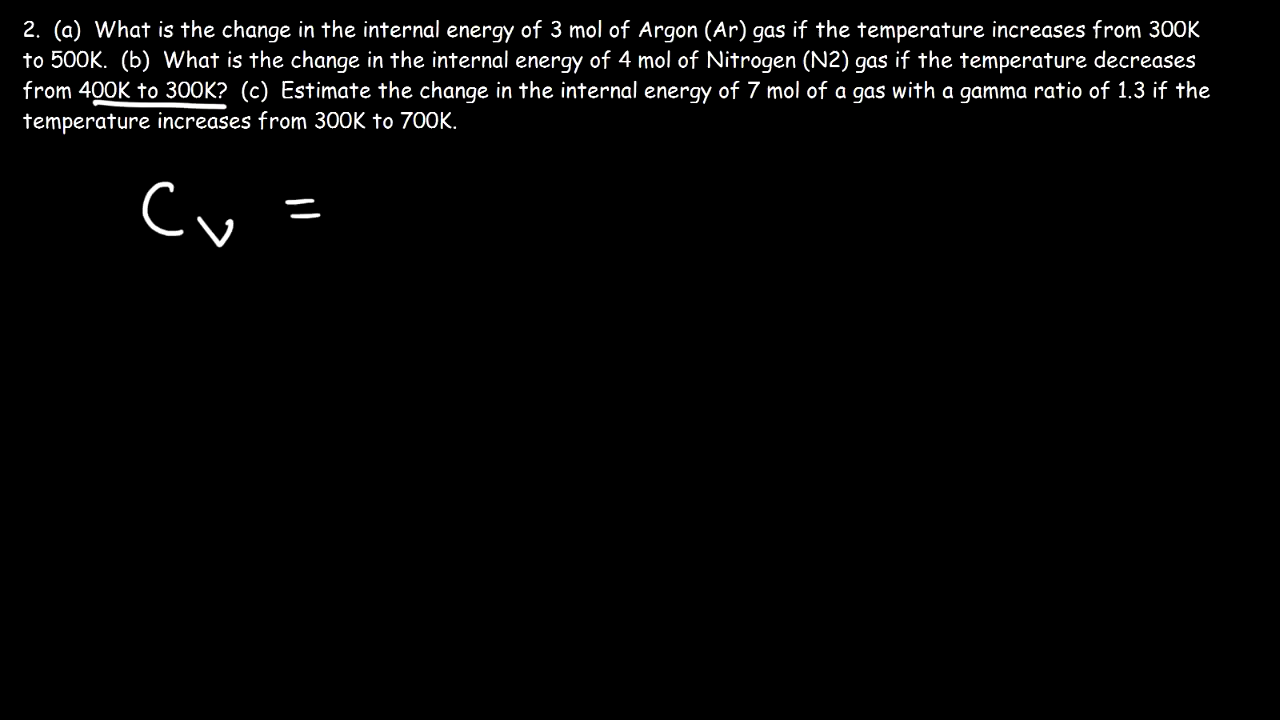 2. (a) What is the change in the internal energy of 3 mol of Argon (Ar) gas if the temperature increases from 300K
to 500K. (b) What is the change in the internal energy of 4 mol of Nitrogen (N2) gas if the temperature decreases
from 400K to 300K? (c) Estimate the change in the internal energy of 7 mol of a gas with a gamma ratio of 1.3 if the
temperature increases from 300K to 700K.
Cv =